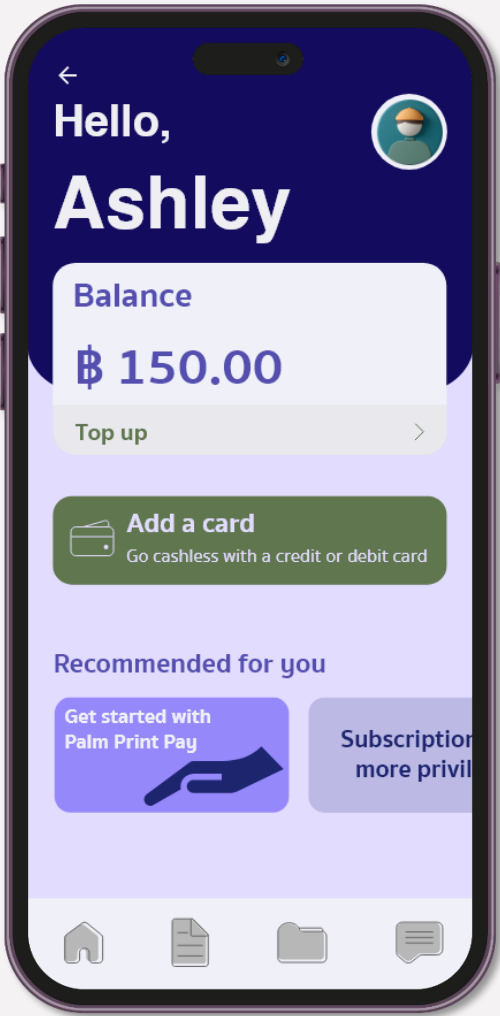 Hello,
Ashley
Balance
฿ 150.00
Top up
Add a card
Go cashless with a credit or debit card
Recommended for you
Get started with
Palm Print Pay
Subscription
more privil